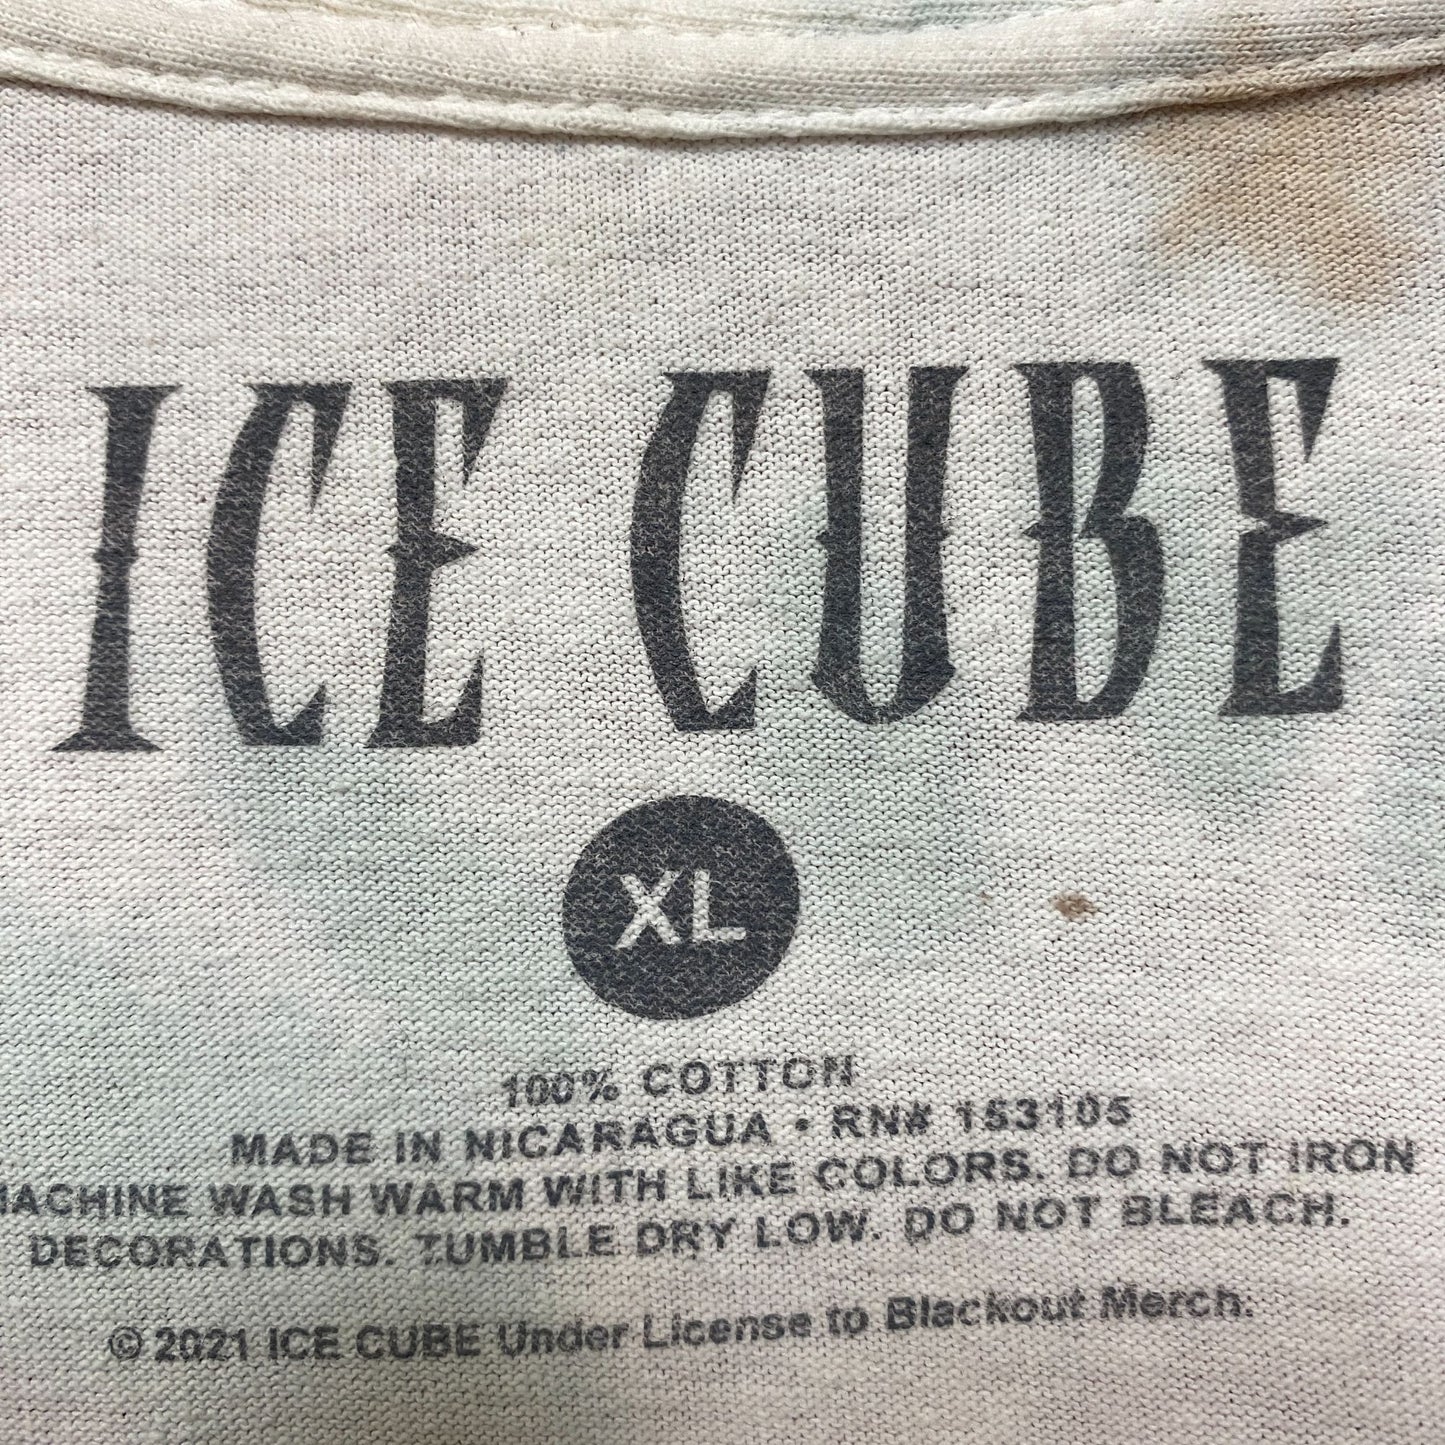 ICE CUBE
XL
100% COTTON
MADE IN NICARAGUA • RN# 153105
MACHINE WASH WARM WITH LIKE COLORS. DO NOT IRON
DECORATIONS. TUMBLE DRY LOW. DO NOT BLEACH.
© 2021 ICE CUBE Under License to Blackout Merch.